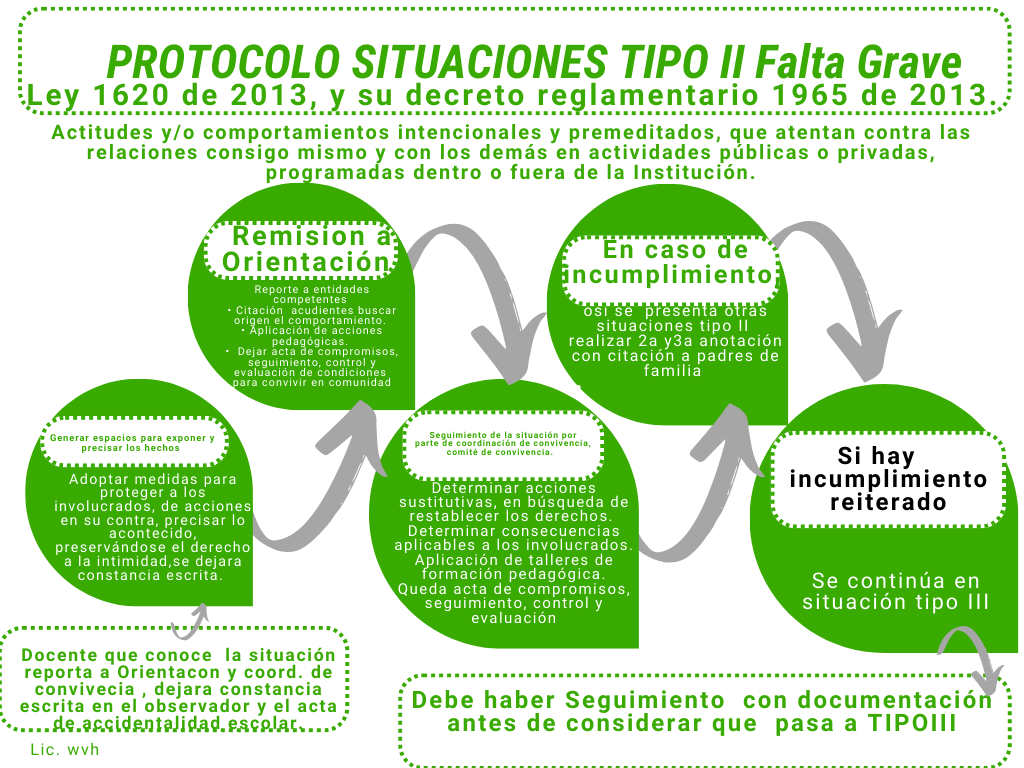 PROTOCOLO SITUACIONES TIPO II Falta Grave
Ley 1620 de 2013, y su decreto reglamentario 1965 de 2013.
Actitudes y/o comportamientos intencionales y premeditados, que atentan contra las
relaciones consigo mismo y con los demás en actividades públicas o privadas,
programadas dentro o fuera de la Institución.
Docente que conoce la situación
reporta a Orientacon y coord. de
convivecia , dejara constancia
escrita en el observador y el acta
de accidentalidad escolar.
Generar espacios para exponer y
precisar los hechos
Adoptar medidas para
proteger a los
involucrados, de acciones
en su contra, precisar lo
acontecido,
preservándose el derecho
a la intimidad,se dejara
constancia escrita.
Remision a
Orientación
Reporte a entidades
competentes
• Citación acudientes buscar
origen el comportamiento.
• Aplicación de acciones
pedagógicas.
• Dejar acta de compromisos,
seguimiento, control y
evaluación de condiciones
para convivir en comunidad
Seguimiento de la situación por
parte de coordinación de convivencia,
comité de convivencia.
Determinar acciones
sustitutivas, en búsqueda de
restablecer los derechos.
Determinar consecuencias
aplicables a los involucrados.
Aplicación de talleres de
formación pedagógica.
Queda acta de compromisos,
seguimiento, control y
evaluación
En caso de
incumplimiento
osi se presenta otras
situaciones tipo II
realizar 2a y3a anotación
con citación a padres de
familia
Si hay
incumplimiento
reiterado
Se continúa en
situación tipo III
Debe haber Seguimiento con documentación
antes de considerar que pasa a TIPOIII
Lic. wvh